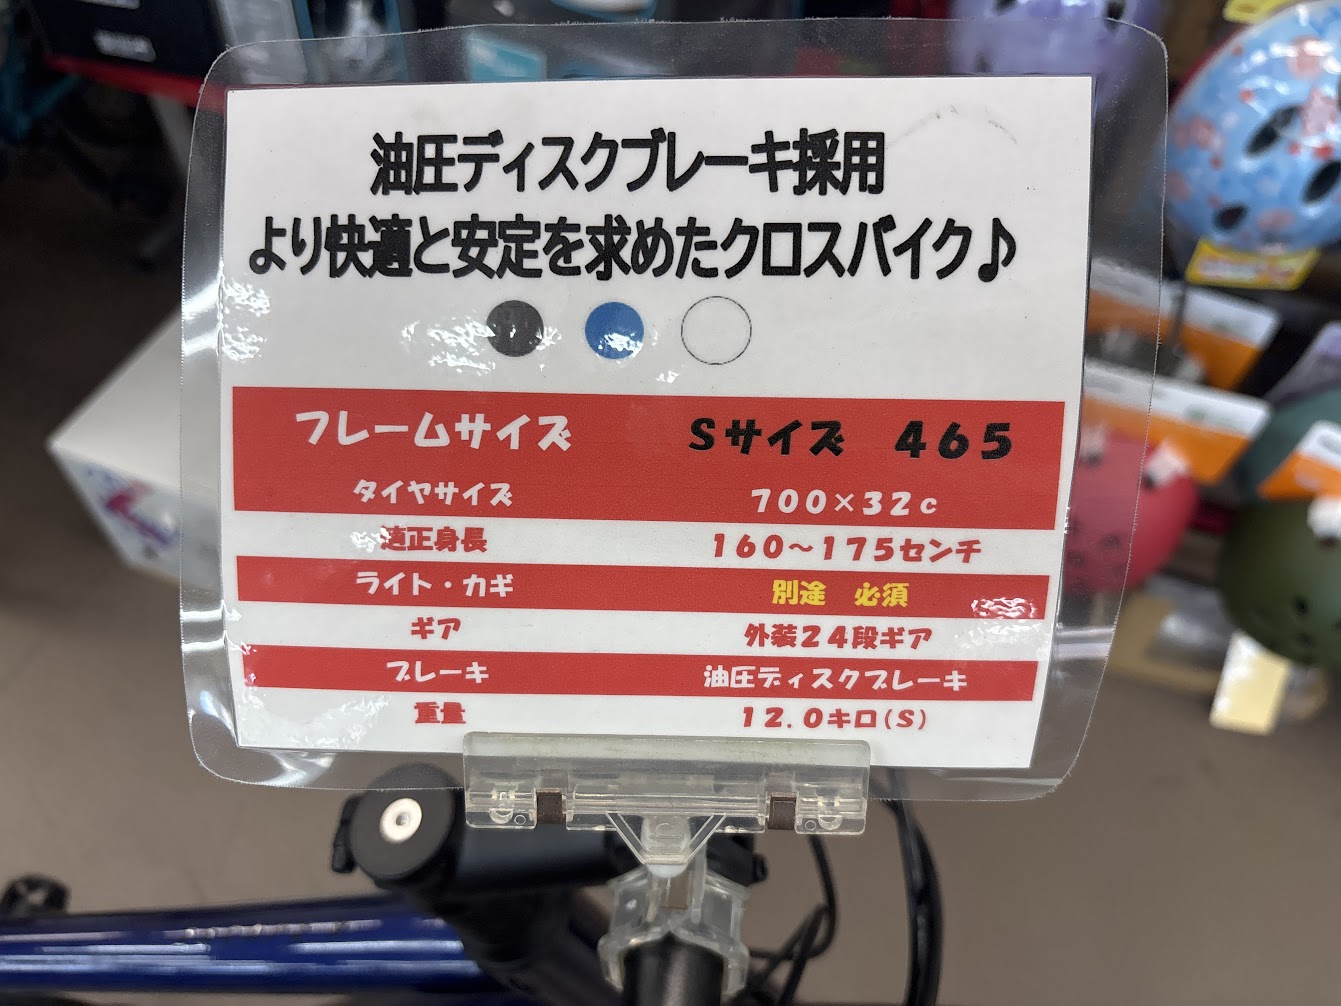 油圧ディスクブレーキ採用
より快適と安定を求めたクロスバイク♪
フレームサイズ Sサイズ 465
タイヤサイズ 700×32c
適正身長 160～175センチ
ライト・カギ 別途 必須
ギア 外装24段ギア
ブレーキ 油圧ディスクブレーキ
重量 12.0キロ(S)